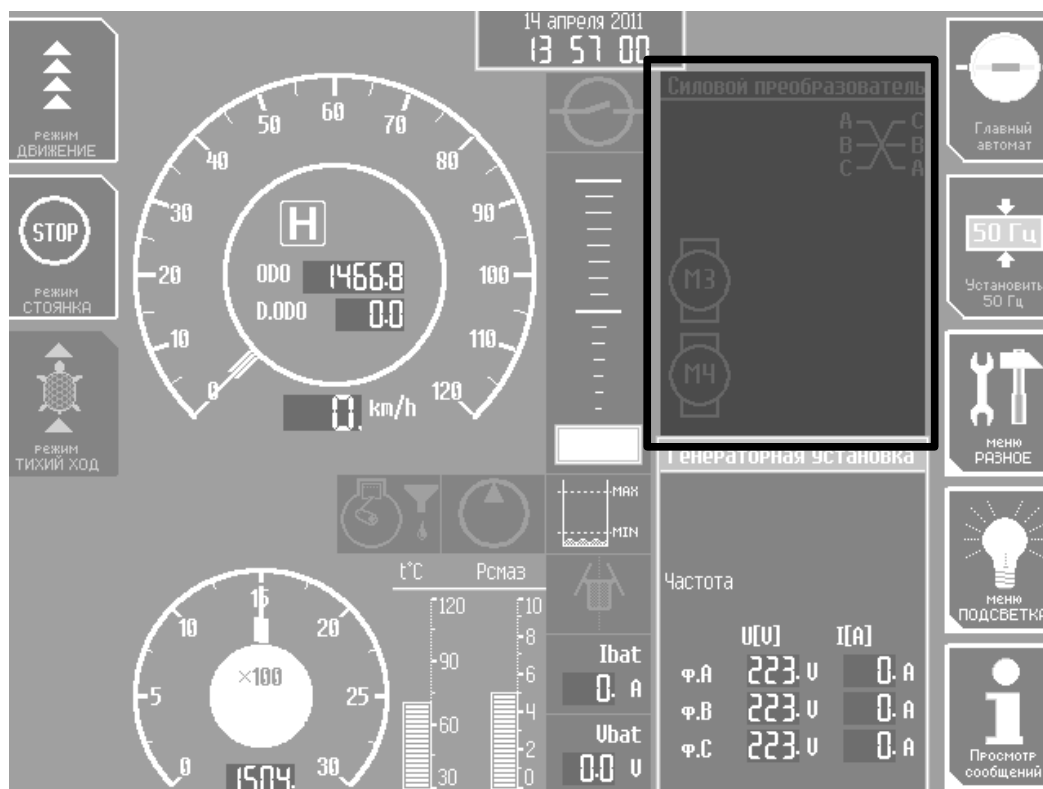 14 апреля 2011
13 57 00
режим
ДВИЖЕНИЕ
STOP
режим
СТОЯНКА
режим
ТИХИЙ ХОД
0
10
20
30
40
50
60
70
80
90
100
110
120
H
ODO 1466.8
D.ODO 0.0
0. km/h
Силовой преобразователь
A C
B B
C A
М3
М4
Генераторная установка
Частота
U[V] I[A]
φ.A 223. V 0. A
φ.B 223. V 0. A
φ.C 223. V 0. A
MAX
MIN
t°C Рсмаз
120
90
60
30
10
8
6
4
2
0
Ibat
0. A
Vbat
0.0 V
0
5
10
15
20
25
30
×100
1504.
Главный
автомат
50 Гц
Установить
50 Гц
меню
РАЗНОЕ
меню
ПОДСВЕТКА
Просмотр
сообщений